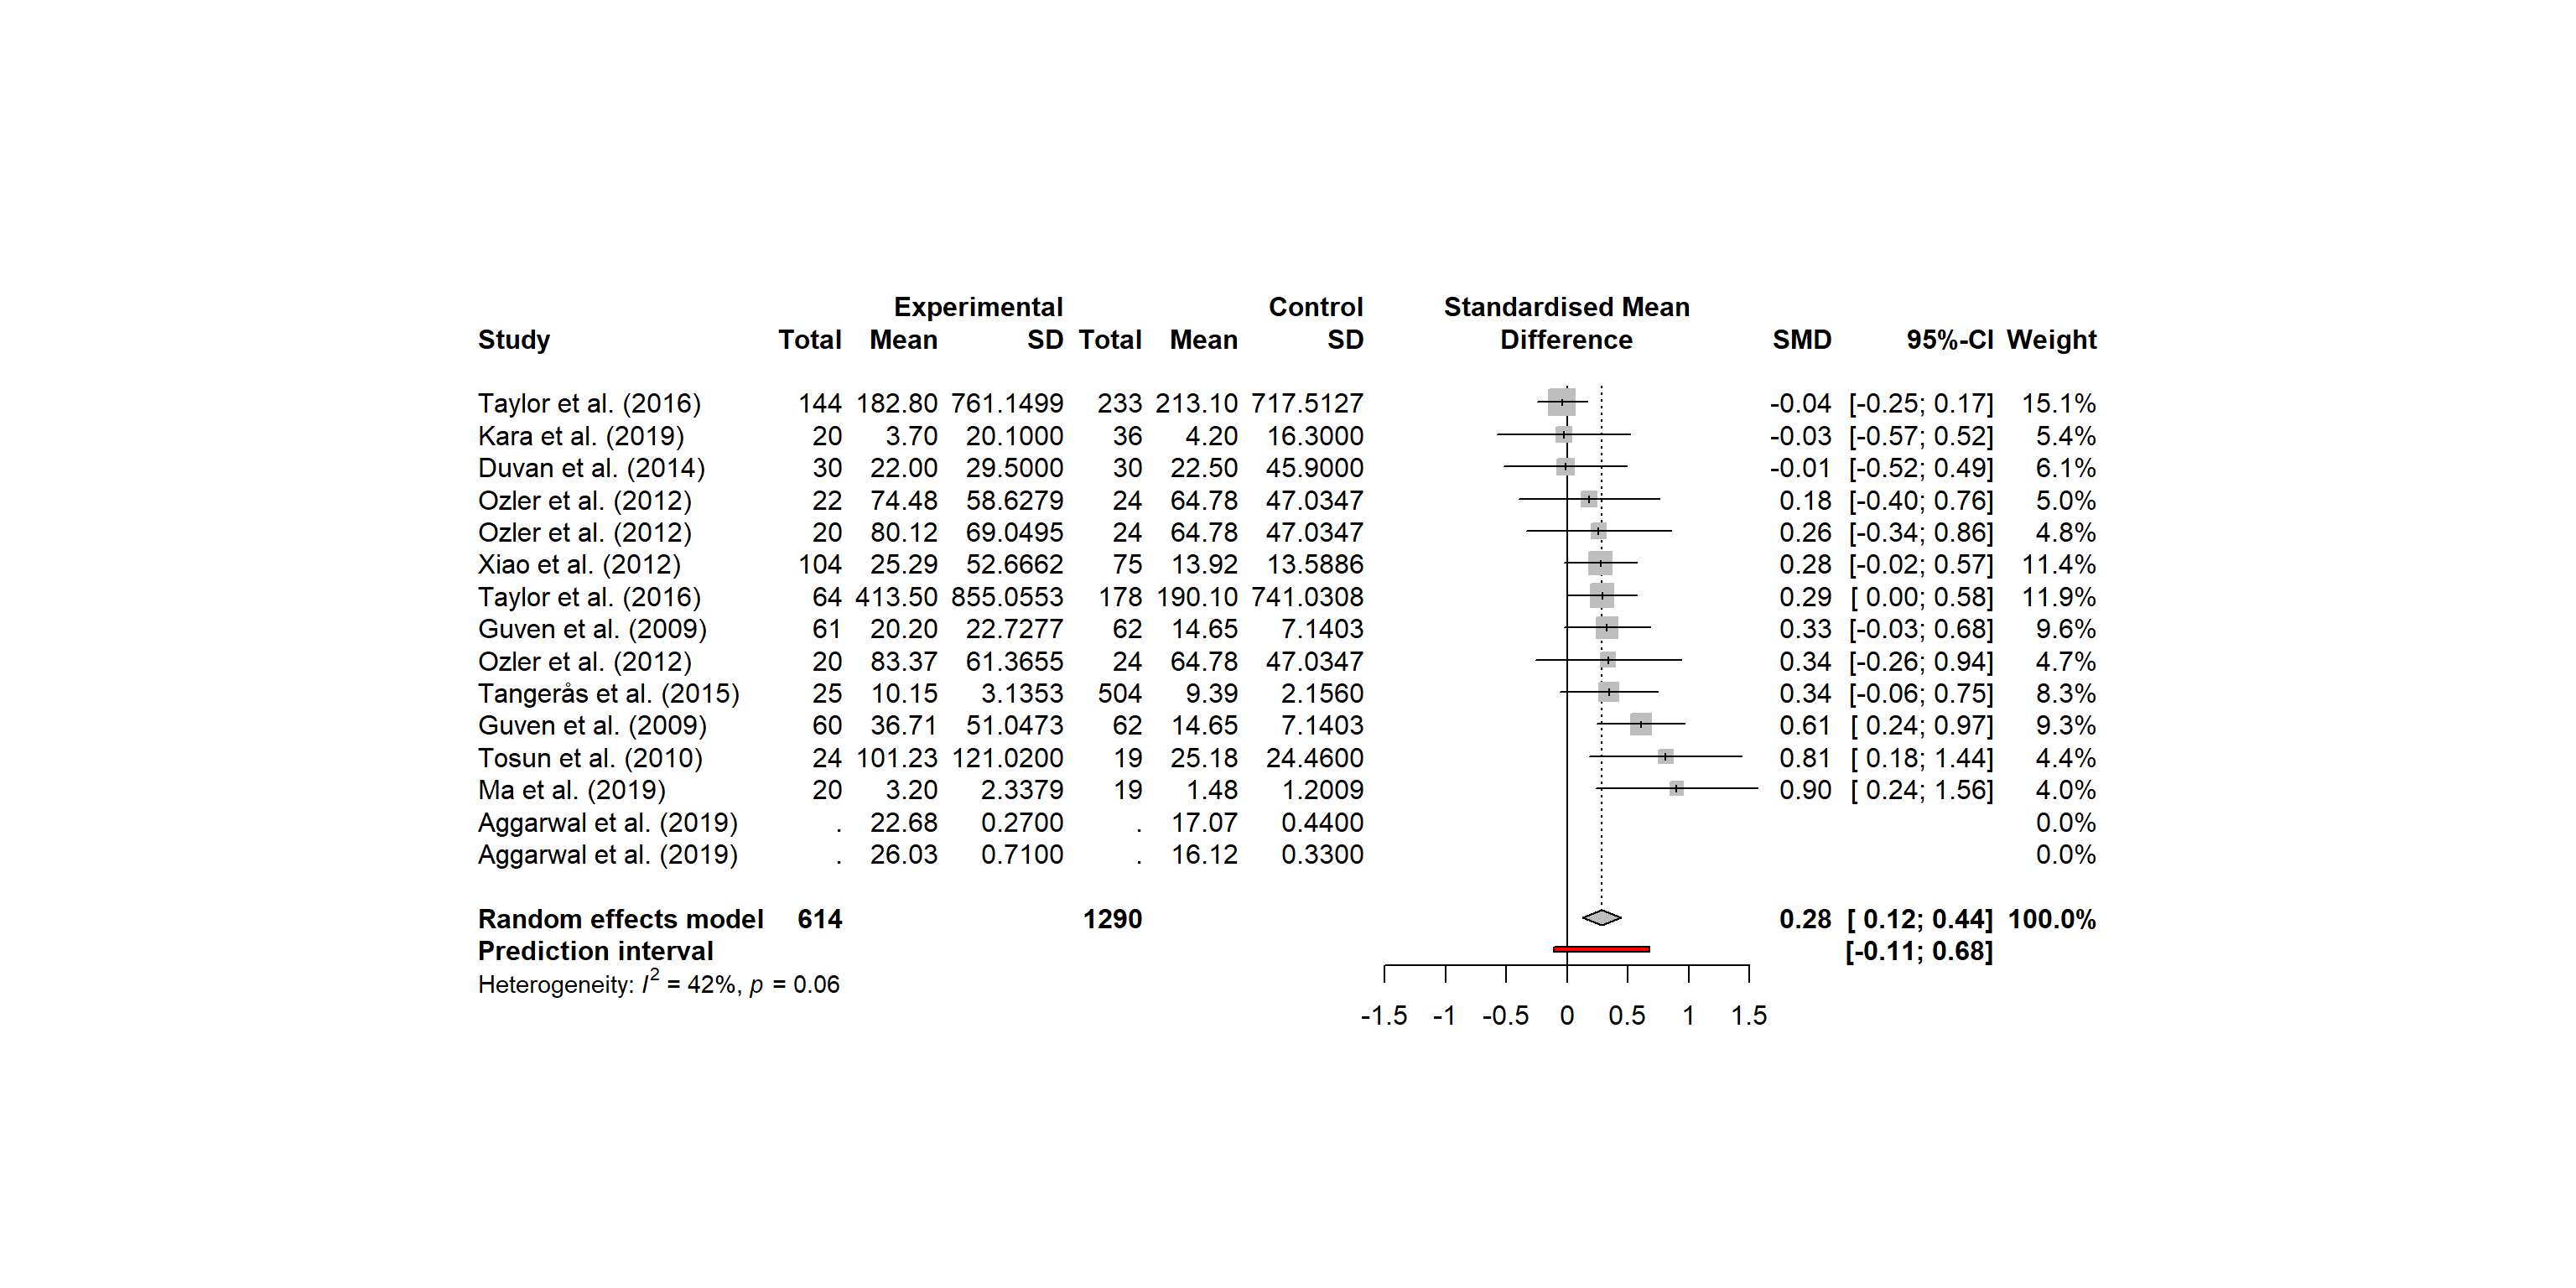 Experimental Control Standardised Mean
Study Total Mean SD Total Mean SD Difference SMD 95%-CI Weight
Taylor et al. (2016) 144 182.80 761.1499 233 213.10 717.5127 -0.04 [-0.25; 0.17] 15.1%
Kara et al. (2019) 20 3.70 20.1000 36 4.20 16.3000 -0.03 [-0.57; 0.52] 5.4%
Duvan et al. (2014) 30 22.00 29.5000 30 22.50 45.9000 -0.01 [-0.52; 0.49] 6.1%
Ozler et al. (2012) 22 74.48 58.6279 24 64.78 47.0347 0.18 [-0.40; 0.76] 5.0%
Ozler et al. (2012) 20 80.12 69.0495 24 64.78 47.0347 0.26 [-0.34; 0.86] 4.8%
Xiao et al. (2012) 104 25.29 52.6662 75 13.92 13.5886 0.28 [-0.02; 0.57] 11.4%
Taylor et al. (2016) 64 413.50 855.0553 178 190.10 741.0308 0.29 [ 0.00; 0.58] 11.9%
Guven et al. (2009) 61 20.20 22.7277 62 14.65 7.1403 0.33 [-0.03; 0.68] 9.6%
Ozler et al. (2012) 20 83.37 61.3655 24 64.78 47.0347 0.34 [-0.26; 0.94] 4.7%
Tangerås et al. (2015) 25 10.15 3.1353 504 9.39 2.1560 0.34 [-0.06; 0.75] 8.3%
Guven et al. (2009) 60 36.71 51.0473 62 14.65 7.1403 0.61 [ 0.24; 0.97] 9.3%
Tosun et al. (2010) 24 101.23 121.0200 19 25.18 24.4600 0.81 [ 0.18; 1.44] 4.4%
Ma et al. (2019) 20 3.20 2.3379 19 1.48 1.2009 0.90 [ 0.24; 1.56] 4.0%
Aggarwal et al. (2019) . 22.68 0.2700 . 17.07 0.4400 0.0%
Aggarwal et al. (2019) . 26.03 0.7100 . 16.12 0.3300 0.0%
Random effects model 614 1290 0.28 [ 0.12; 0.44] 100.0%
Prediction interval [-0.11; 0.68]
Heterogeneity: I² = 42%, p = 0.06
-1.5 -1 -0.5 0 0.5 1 1.5